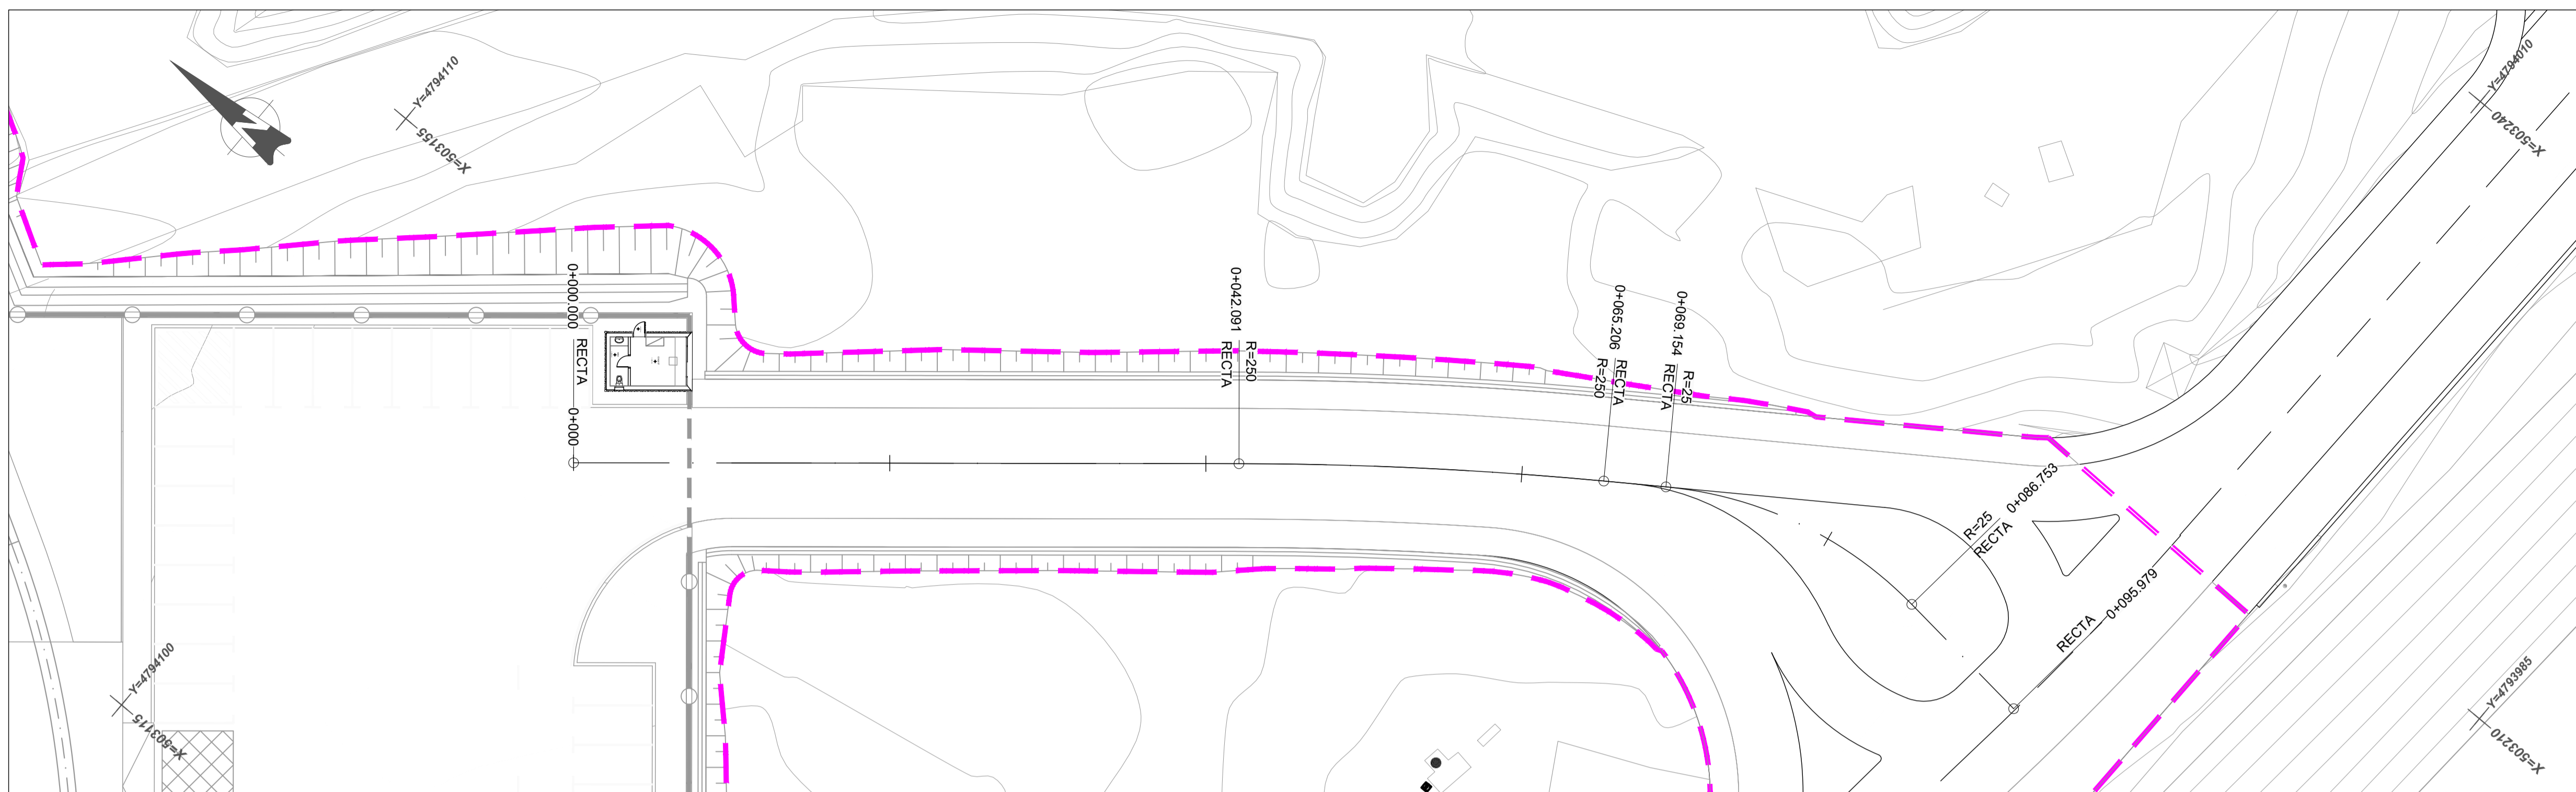 Y=4794110
X=503155
Y=4794010
X=503240
0+000.000
RECTA
0+000
0+042.091
R=250
RECTA
0+065.206
RECTA
R=250
0+069.154
R=25
RECTA
R=25
0+086.753
RECTA
RECTA
0+095.979
Y=4794100
X=503115
Y=4793985
X=503210